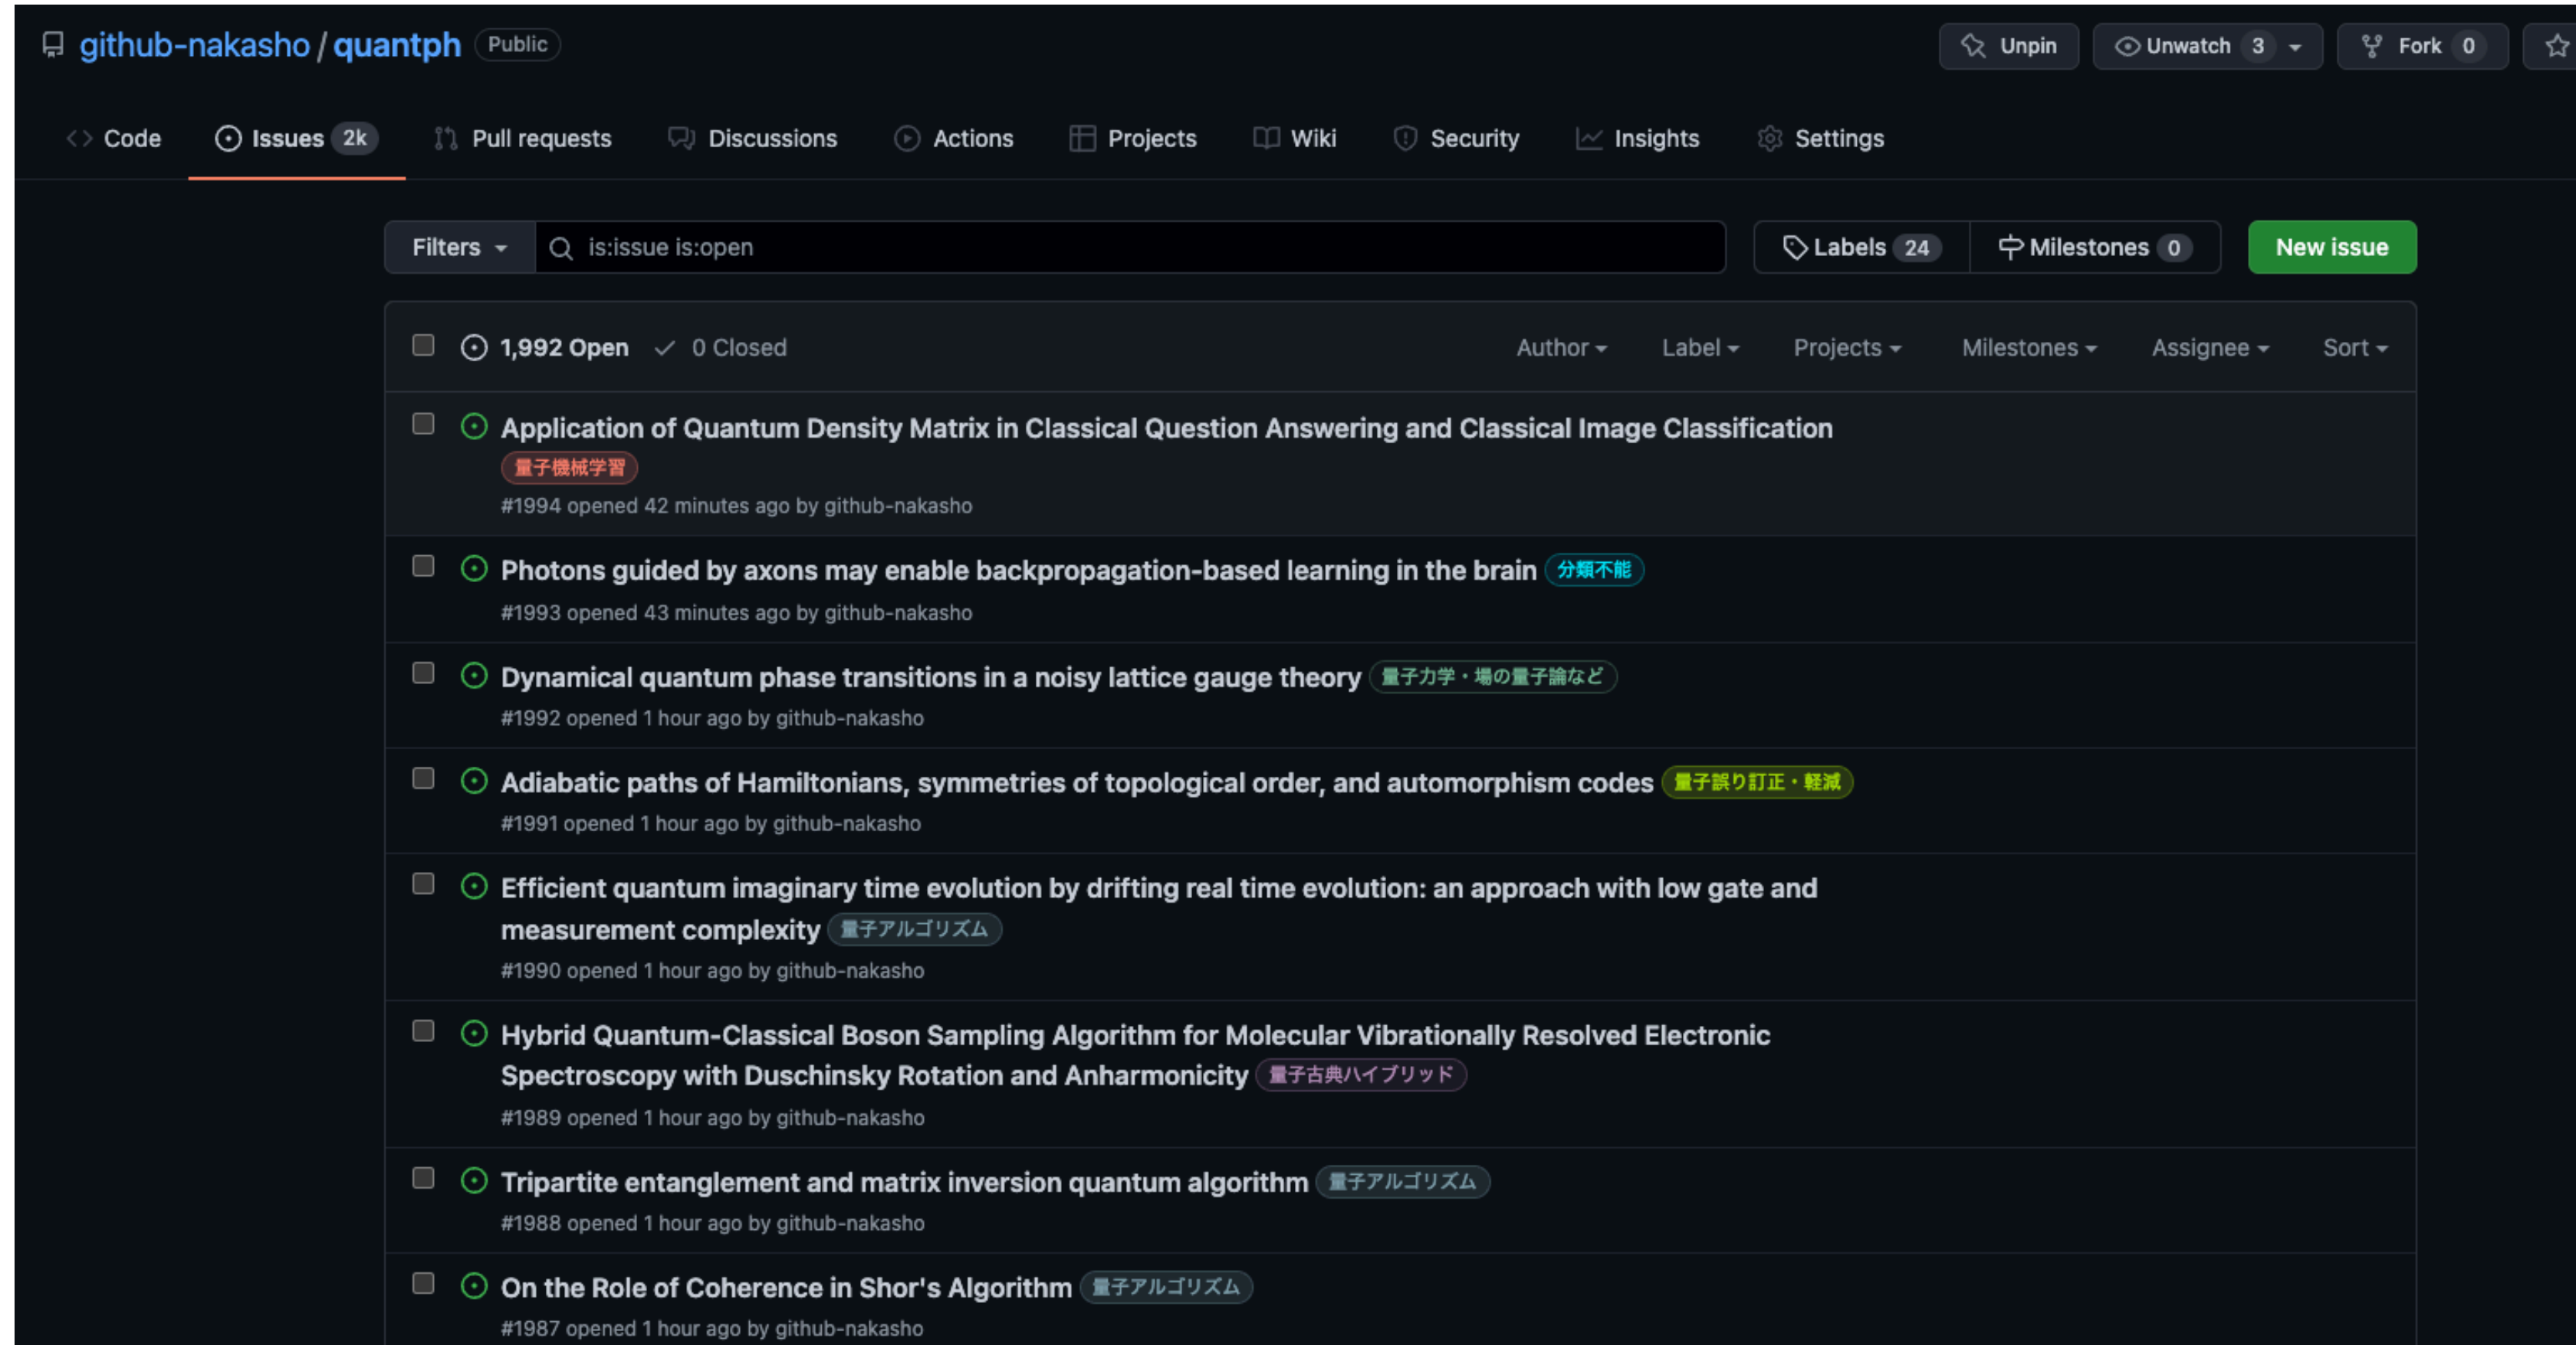 github-nakasho / quantph Public
Unpin Unwatch 3 Fork 0
Code Issues 2k Pull requests Discussions Actions Projects Wiki Security Insights Settings
Filters is:issue is:open Labels 24 Milestones 0 New issue
1,992 Open 0 Closed Author Label Projects Milestones Assignee Sort
Application of Quantum Density Matrix in Classical Question Answering and Classical Image Classification
量子機械学習
#1994 opened 42 minutes ago by github-nakasho
Photons guided by axons may enable backpropagation-based learning in the brain 分類不能
#1993 opened 43 minutes ago by github-nakasho
Dynamical quantum phase transitions in a noisy lattice gauge theory 量子力学・場の量子論など
#1992 opened 1 hour ago by github-nakasho
Adiabatic paths of Hamiltonians, symmetries of topological order, and automorphism codes 量子誤り訂正・軽減
#1991 opened 1 hour ago by github-nakasho
Efficient quantum imaginary time evolution by drifting real time evolution: an approach with low gate and
measurement complexity 量子アルゴリズム
#1990 opened 1 hour ago by github-nakasho
Hybrid Quantum-Classical Boson Sampling Algorithm for Molecular Vibrationally Resolved Electronic
Spectroscopy with Duschinsky Rotation and Anharmonicity 量子古典ハイブリッド
#1989 opened 1 hour ago by github-nakasho
Tripartite entanglement and matrix inversion quantum algorithm 量子アルゴリズム
#1988 opened 1 hour ago by github-nakasho
On the Role of Coherence in Shor's Algorithm 量子アルゴリズム
#1987 opened 1 hour ago by github-nakasho